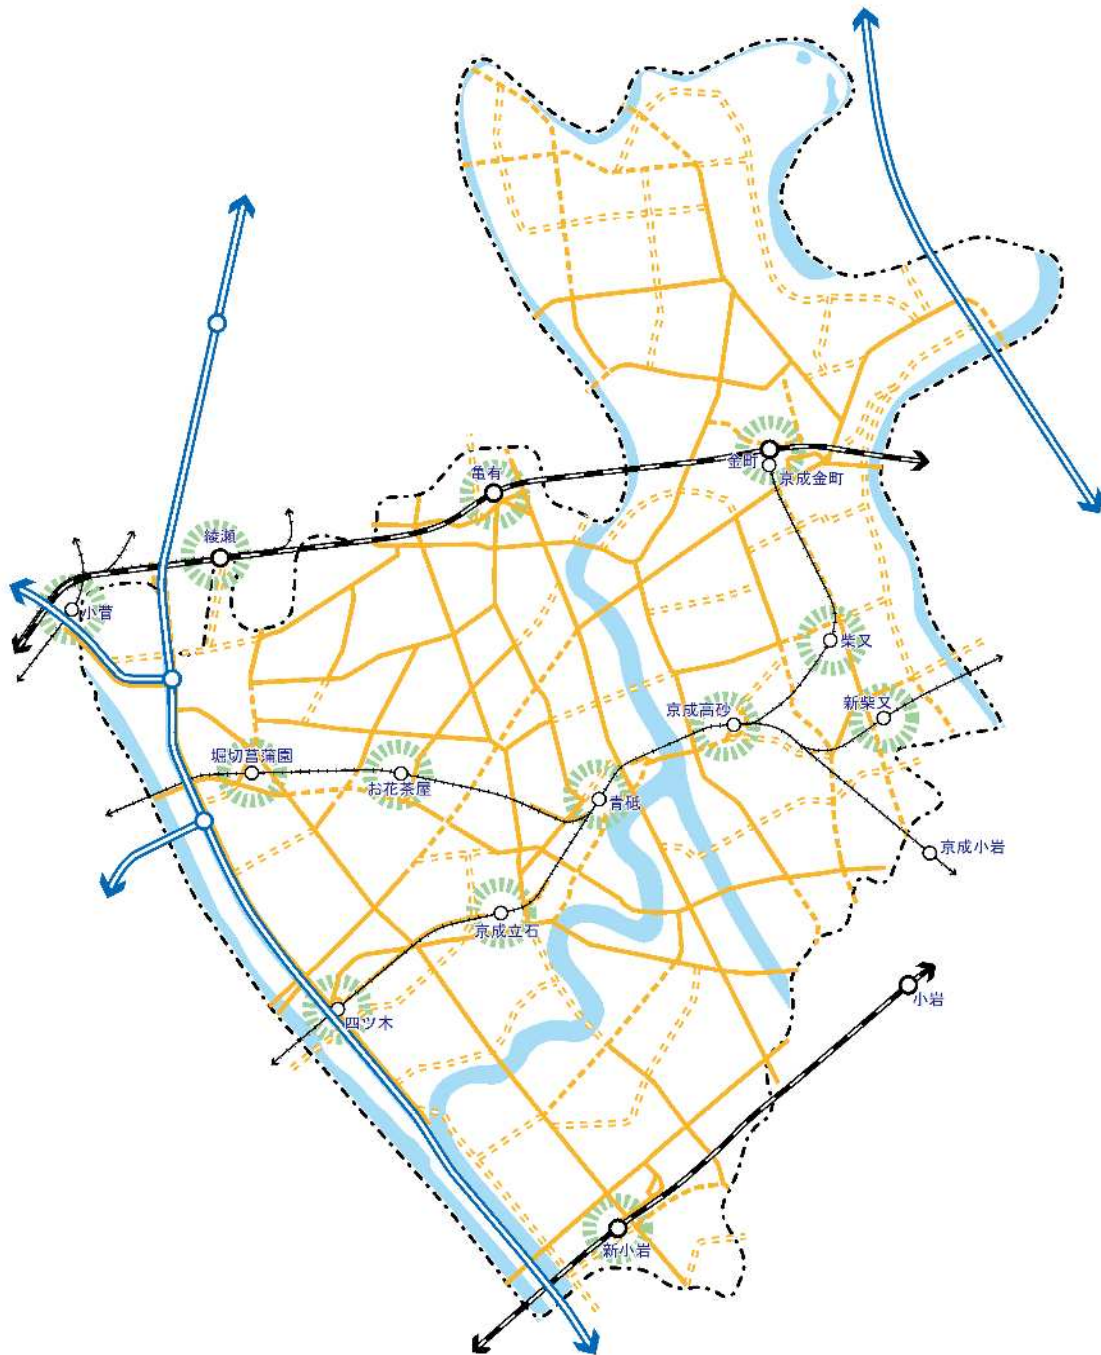 亀有
金町
京成金町
綾瀬
小菅
柴又
新柴又
京成高砂
堀切菖蒲園
お花茶屋
青砥
京成小岩
京成立石
小岩
四ツ木
新小岩